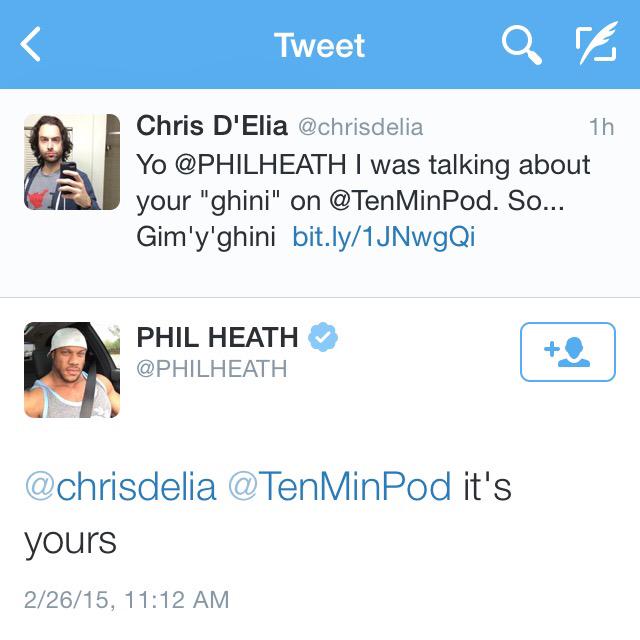 Tweet
Chris D'Elia @chrisdelia 1h
Yo @PHILHEATH I was talking about
your "ghini" on @TenMinPod. So...
Gim'y'ghini bit.ly/1JNwgQi
PHIL HEATH
@PHILHEATH
@chrisdelia @TenMinPod it's
yours
2/26/15, 11:12 AM